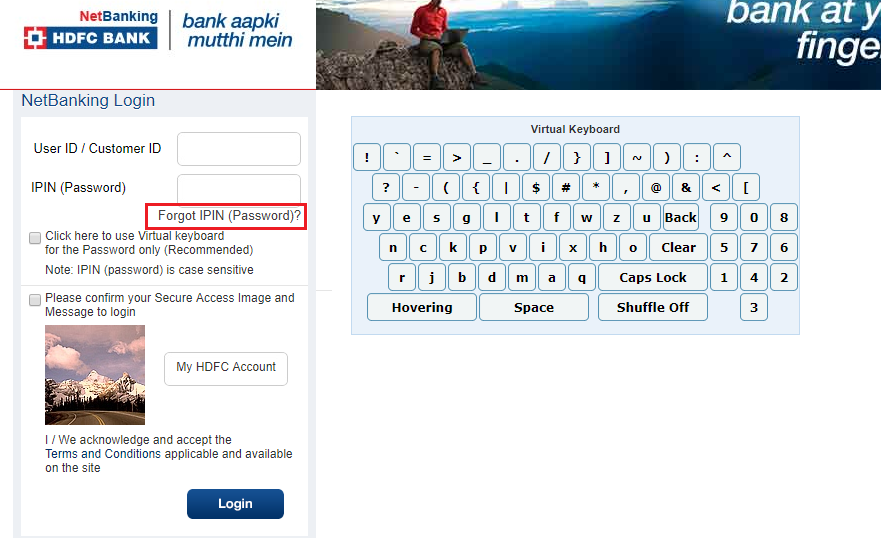 NetBanking
HDFC BANK
bank aapki
mutthi mein
bank at
finge
NetBanking Login
User ID / Customer ID
IPIN (Password)
Forgot IPIN (Password)?
Click here to use Virtual keyboard
for the Password only (Recommended)
Note: IPIN (password) is case sensitive
Please confirm your Secure Access Image and
Message to login
My HDFC Account
I / We acknowledge and accept the
Terms and Conditions applicable and available
on the site
Login
Virtual Keyboard
! ` = > _ . / } ] ~ ) : ^
? - ( { | $ # * , @ & < [
y e s g l t f w z u Back 9 0 8
n c k p v i x h o Clear 5 7 6
r j b d m a q Caps Lock 1 4 2
Hovering Space Shuffle Off 3